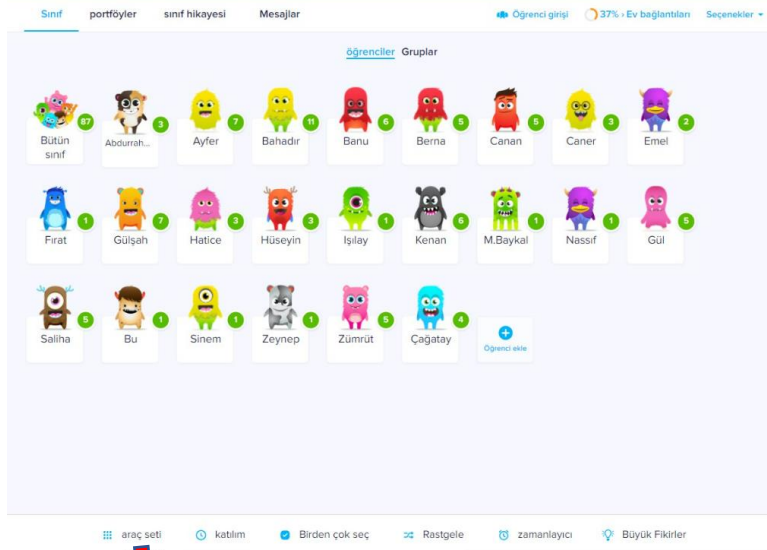 Sınıf portföyler sınıf hikayesi Mesajlar Öğrenci girişi 37% › Ev bağlantıları Seçenekler
öğrenciler Gruplar
87 3 7 11 6 5 5 3 2
Bütün sınıf Abdurrah... Ayfer Bahadır Banu Berna Canan Caner Emel
1 7 3 3 1 6 1 1 5
Fırat Gülşah Hatice Hüseyin Işılay Kenan M.Baykal Nassıf Gül
5 1 1 1 5 4
Saliha Bu Sinem Zeynep Zümrüt Çağatay Öğrenci ekle
araç seti katılım Birden çok seç Rastgele zamanlayıcı Büyük Fikirler